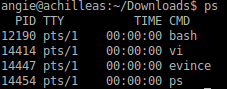 angie@achilleas:~/Downloads$ ps
  PID TTY          TIME CMD
12190 pts/1    00:00:00 bash
14414 pts/1    00:00:00 vi
14447 pts/1    00:00:00 evince
14454 pts/1    00:00:00 ps